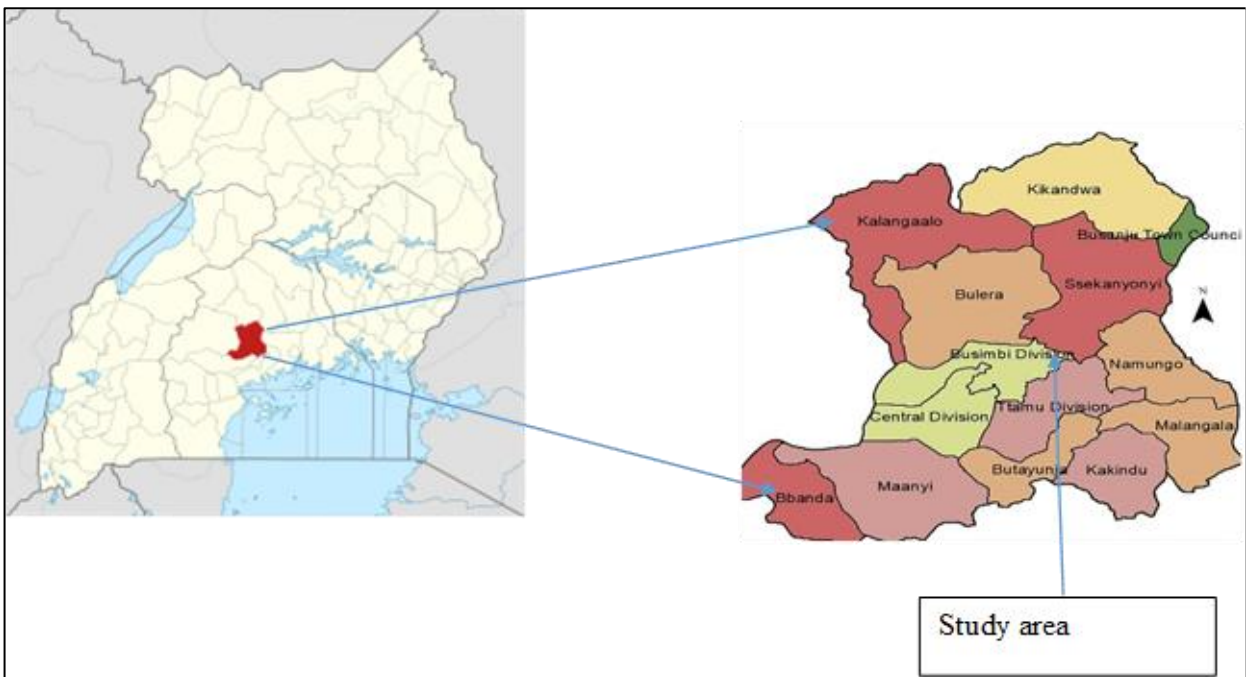 Kikandwa
Kalangaalo
Busunju Town Counci
Ssekanyonyi
Bulera
N
Busimbi Division
Namungo
Central Division
Ttamu Division
Malangala
Butayunja
Kakindu
Maanyi
Bbanda
Study area